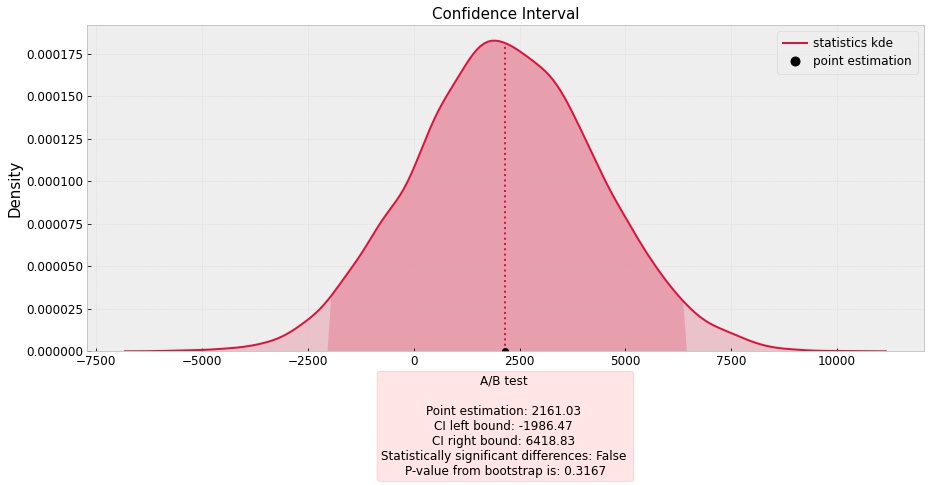 Confidence Interval
statistics kde
point estimation
Density
0.000175
0.000150
0.000125
0.000100
0.000075
0.000050
0.000025
0.000000
−7500
−5000
−2500
0
2500
5000
7500
10000
A/B test
Point estimation: 2161.03
CI left bound: -1986.47
CI right bound: 6418.83
Statistically significant differences: False
P-value from bootstrap is: 0.3167